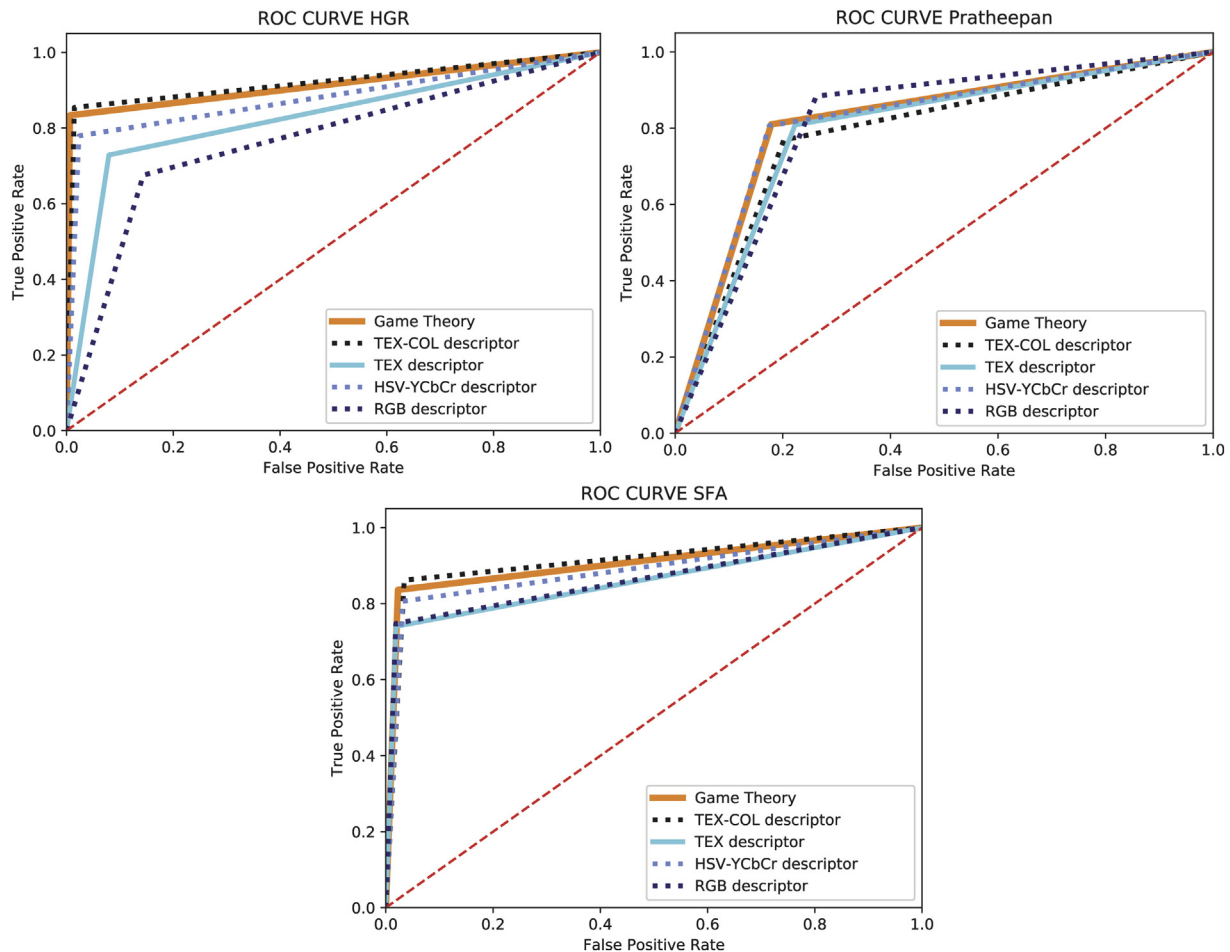 ROC CURVE HGR
True Positive Rate
1.0
0.8
0.6
0.4
0.2
0.0
Game Theory
TEX-COL descriptor
TEX descriptor
HSV-YCbCr descriptor
RGB descriptor
0.0 0.2 0.4 0.6 0.8 1.0
False Positive Rate
ROC CURVE Pratheepan
True Positive Rate
1.0
0.8
0.6
0.4
0.2
0.0
Game Theory
TEX-COL descriptor
TEX descriptor
HSV-YCbCr descriptor
RGB descriptor
0.0 0.2 0.4 0.6 0.8 1.0
False Positive Rate
ROC CURVE SFA
True Positive Rate
1.0
0.8
0.6
0.4
0.2
0.0
Game Theory
TEX-COL descriptor
TEX descriptor
HSV-YCbCr descriptor
RGB descriptor
0.0 0.2 0.4 0.6 0.8 1.0
False Positive Rate